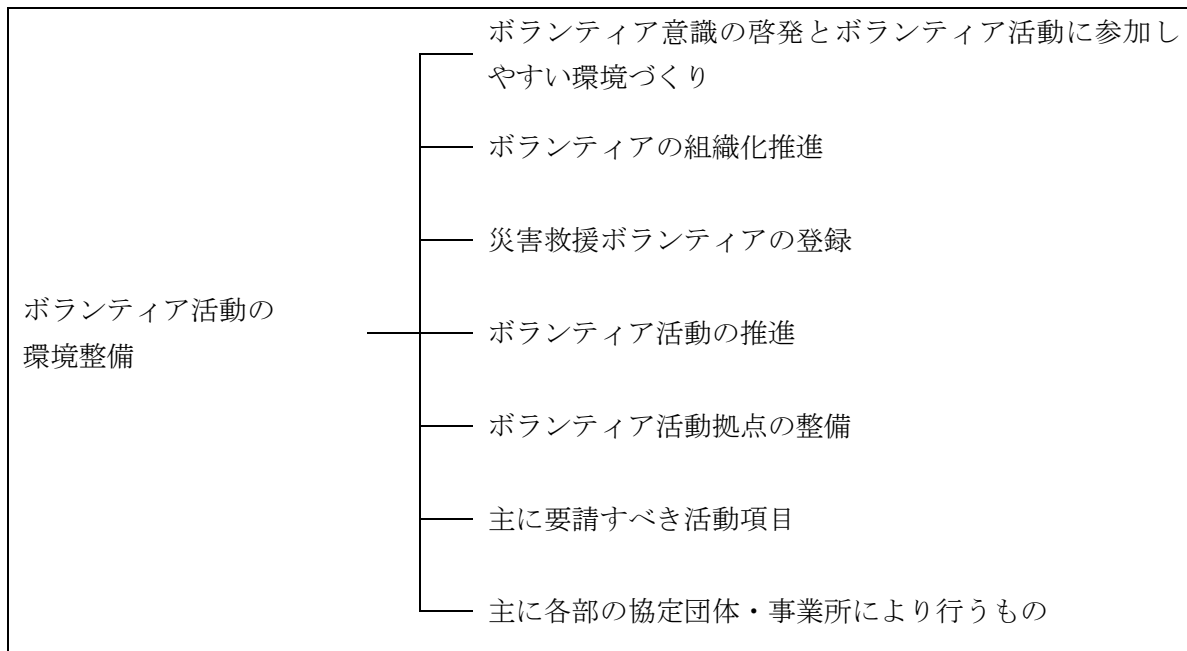 ボランティア意識の啓発とボランティア活動に参加し
やすい環境づくり
ボランティアの組織化推進
災害救援ボランティアの登録
ボランティア活動の
環境整備
ボランティア活動の推進
ボランティア活動拠点の整備
主に要請すべき活動項目
主に各部の協定団体・事業所により行うもの